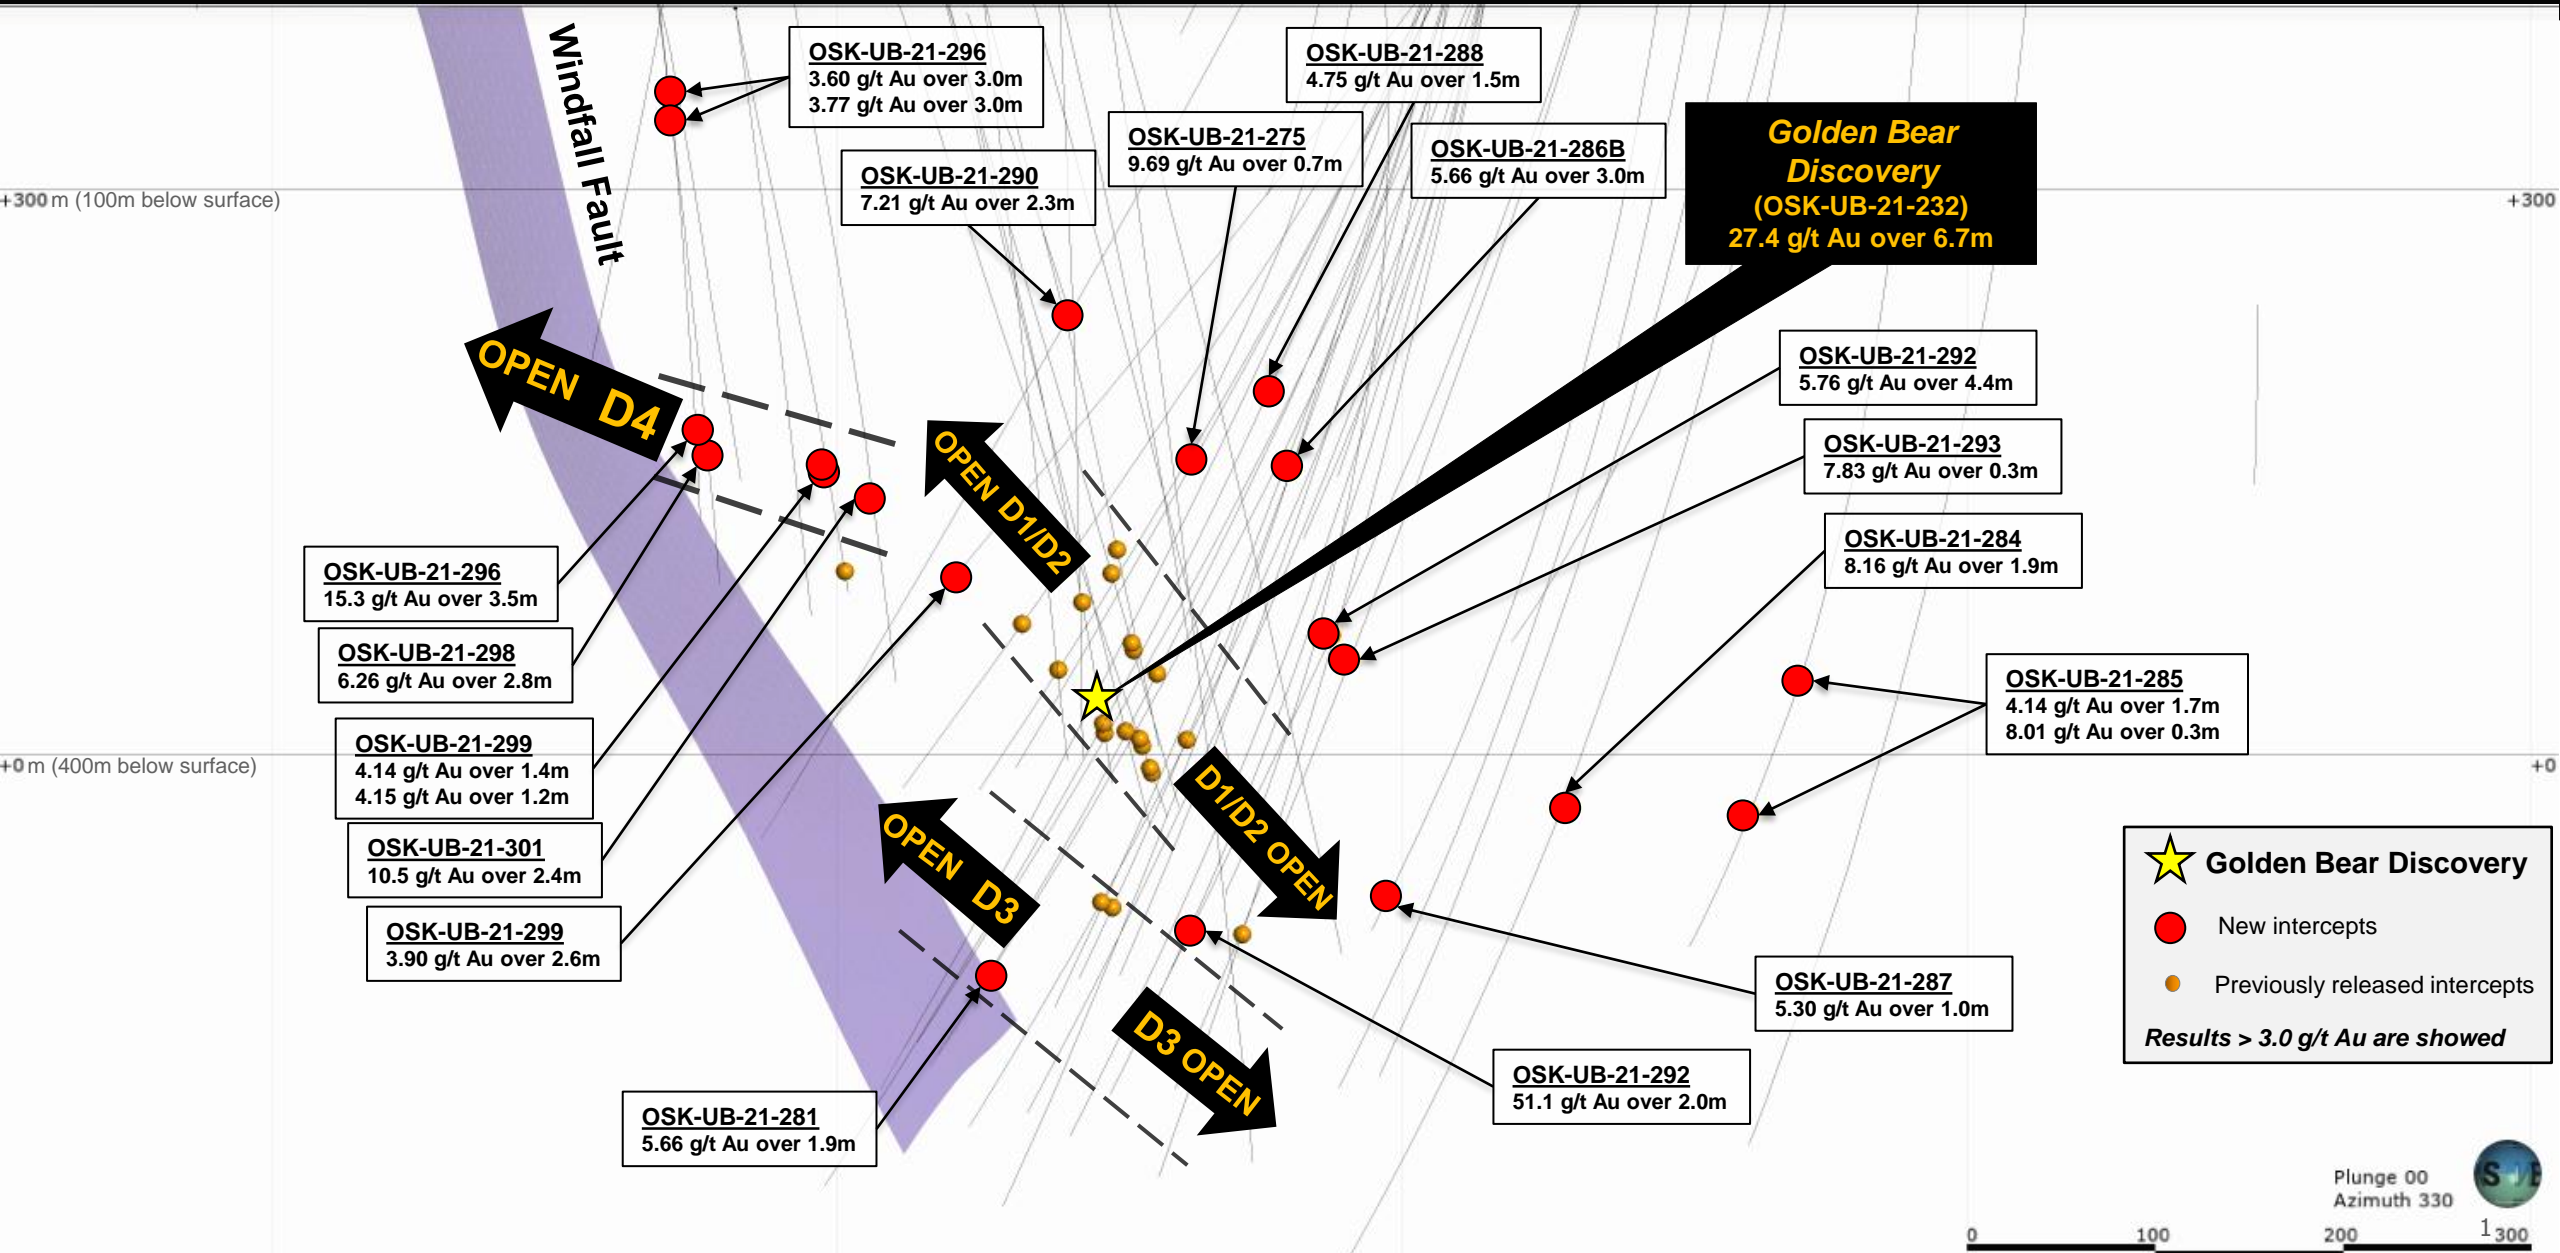 Windfall Fault
OSK-UB-21-296
3.60 g/t Au over 3.0m
3.77 g/t Au over 3.0m
OSK-UB-21-288
4.75 g/t Au over 1.5m
OSK-UB-21-275
9.69 g/t Au over 0.7m
OSK-UB-21-286B
5.66 g/t Au over 3.0m
OSK-UB-21-290
7.21 g/t Au over 2.3m
Golden Bear
Discovery
(OSK-UB-21-232)
27.4 g/t Au over 6.7m
+300 m (100m below surface)
+300
OPEN D4
OPEN D1/D2
OSK-UB-21-292
5.76 g/t Au over 4.4m
OSK-UB-21-293
7.83 g/t Au over 0.3m
OSK-UB-21-284
8.16 g/t Au over 1.9m
OSK-UB-21-296
15.3 g/t Au over 3.5m
OSK-UB-21-298
6.26 g/t Au over 2.8m
OSK-UB-21-285
4.14 g/t Au over 1.7m
8.01 g/t Au over 0.3m
OSK-UB-21-299
4.14 g/t Au over 1.4m
4.15 g/t Au over 1.2m
+0 m (400m below surface)
+0
OSK-UB-21-301
10.5 g/t Au over 2.4m
OPEN D3
D1/D2 OPEN
OSK-UB-21-299
3.90 g/t Au over 2.6m
Golden Bear Discovery
New intercepts
Previously released intercepts
Results > 3.0 g/t Au are showed
OSK-UB-21-287
5.30 g/t Au over 1.0m
D3 OPEN
OSK-UB-21-292
51.1 g/t Au over 2.0m
OSK-UB-21-281
5.66 g/t Au over 1.9m
Plunge 00
Azimuth 330
S E
1
0 100 200 300